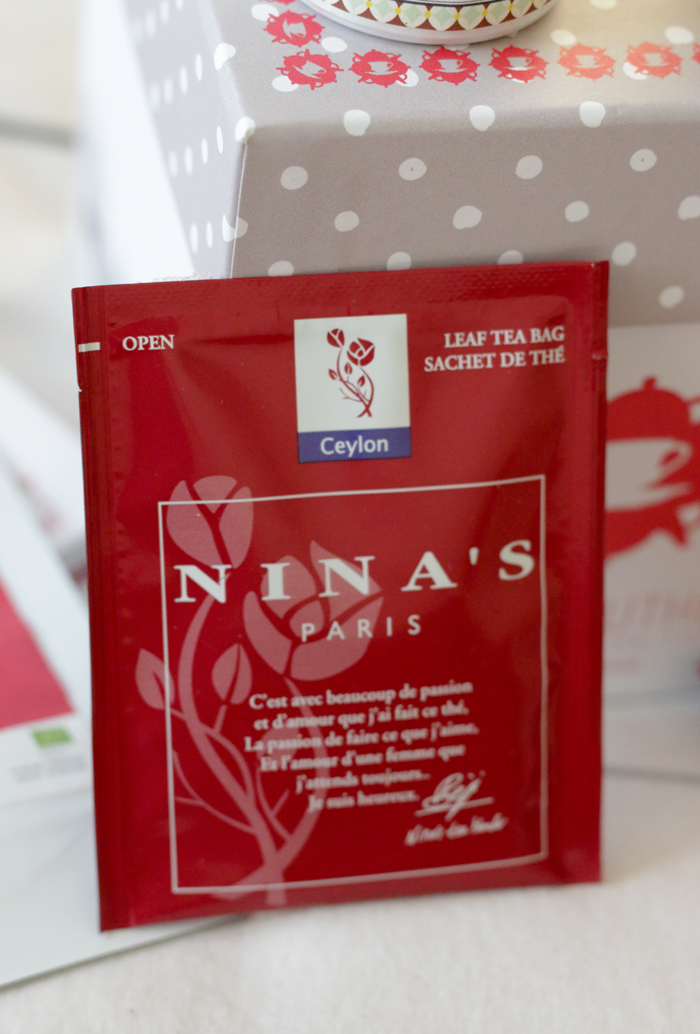 OPEN
LEAF TEA BAG
SACHET DE THÉ
Ceylon
NINA'S
PARIS
C'est avec beaucoup de passion
et d'amour que j'ai fait ce thé,
La passion de faire ce que j'aime,
Et l'amour d'une femme que
j'attends toujours..
Je suis heureux.